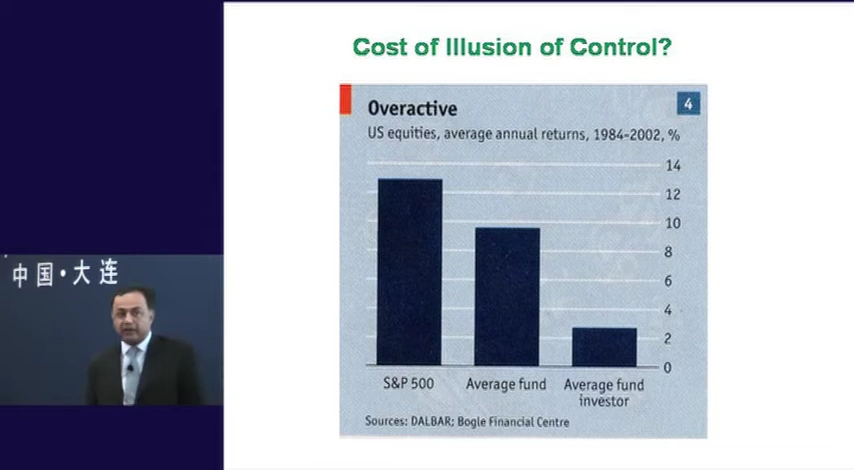 Cost of Illusion of Control?
Overactive
4
US equities, average annual returns, 1984-2002, %
14
12
10
8
6
4
2
0
S&P 500
Average fund
Average fund
investor
Sources: DALBAR; Bogle Financial Centre
中国·大连